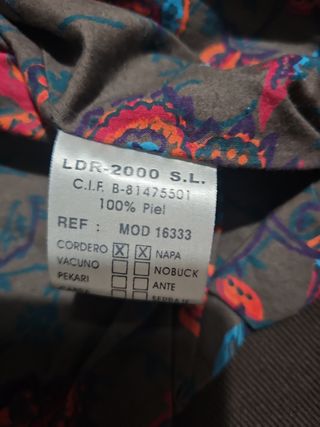 LDR-2000 S.L.
C.I.F. B-81475501
100% Piel
REF : MOD 16333
CORDERO ☒ ☒ NAPA
VACUNO ☐ ☐ NOBUCK
PEKARI ☐ ☐ ANTE